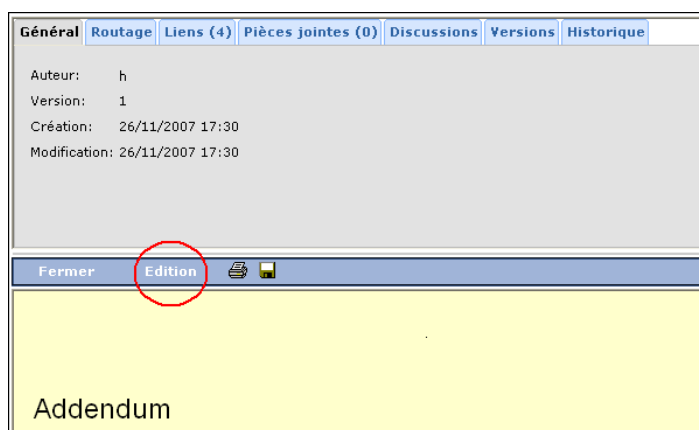 Général Routage Liens (4) Pièces jointes (0) Discussions Versions Historique
Auteur: h
Version: 1
Création: 26/11/2007 17:30
Modification: 26/11/2007 17:30
Fermer Edition
Addendum